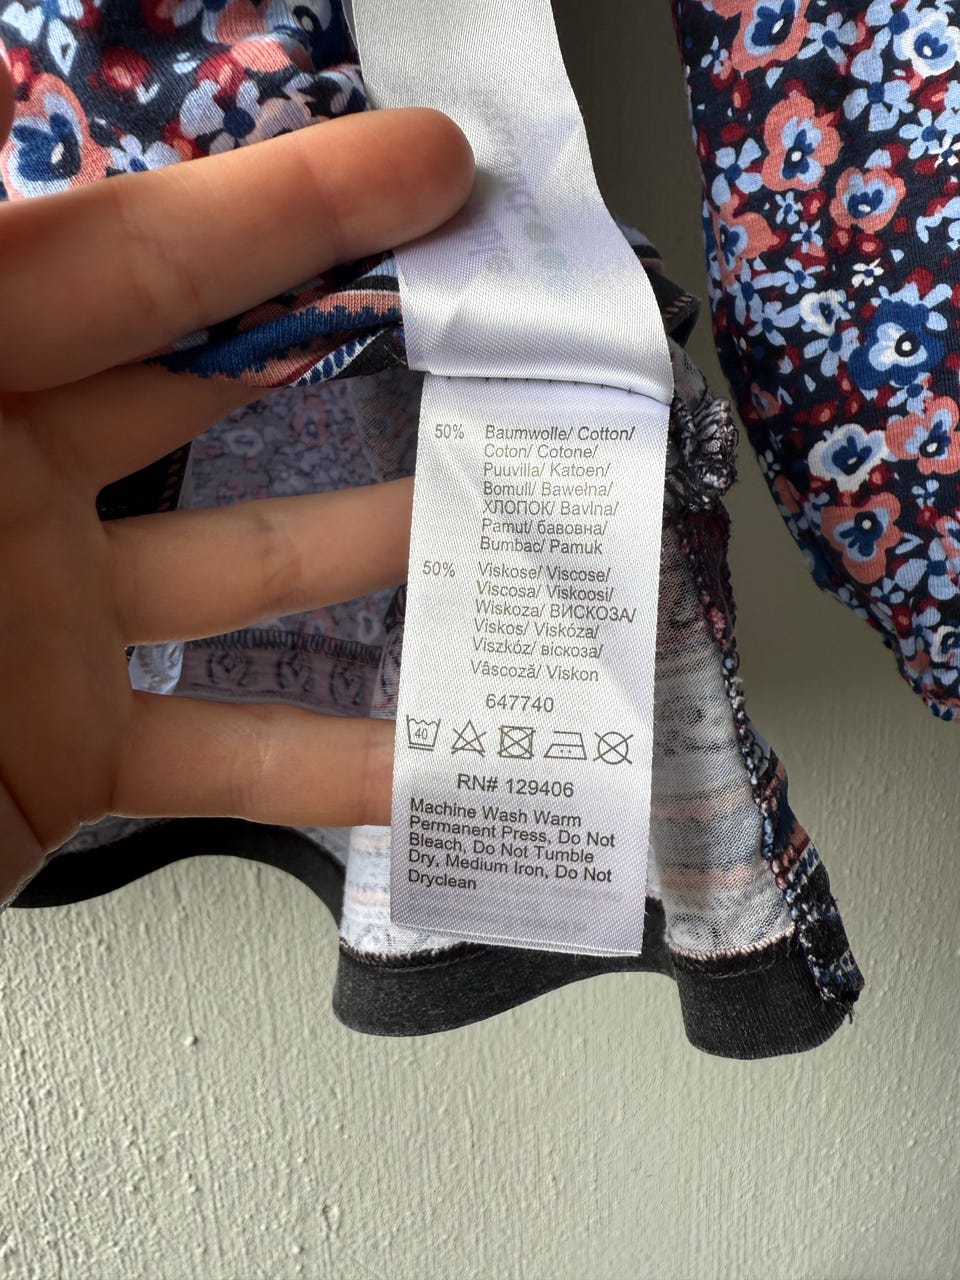 50% Baumwolle/ Cotton/
Coton/ Cotone/
Puuvilla/ Katoen/
Bomull/ Bawełna/
ХЛОПОК/ Bavlna/
Pamut/ бавовна/
Bumbac/ Pamuk
50% Viskose/ Viscose/
Viscosa/ Viskoosi/
Wiskoza/ ВИСКОЗА/
Viskos/ Viskóza/
Viszkóz/ віскоза/
Vâscoză/ Viskon
647740
40
RN# 129406
Machine Wash Warm
Permanent Press, Do Not
Bleach, Do Not Tumble
Dry, Medium Iron, Do Not
Dryclean